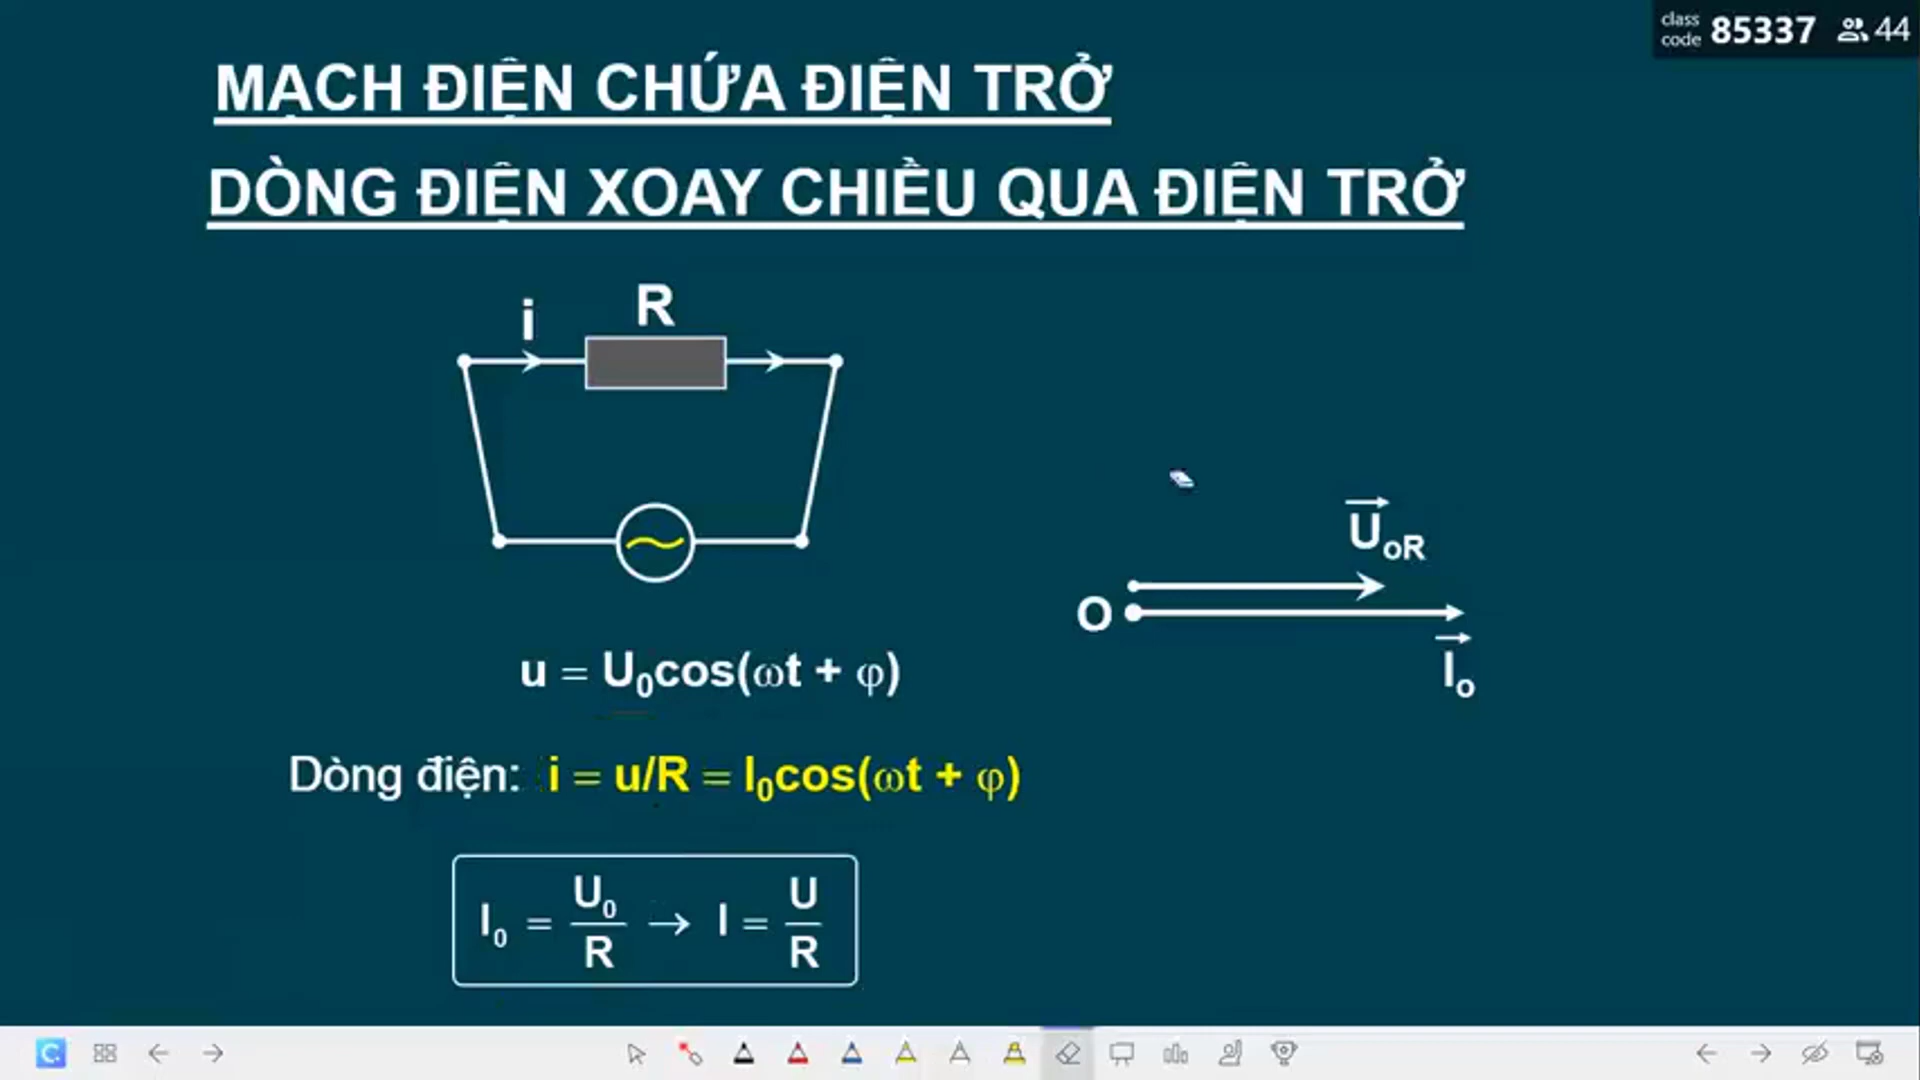 class code 85337 44
MẠCH ĐIỆN CHỨA ĐIỆN TRỞ
DÒNG ĐIỆN XOAY CHIỀU QUA ĐIỆN TRỞ
i R
U₀R
O
I₀
u = U₀cos(ωt + φ)
Dòng điện: i = u/R = I₀cos(ωt + φ)
I₀ = U₀/R → I = U/R